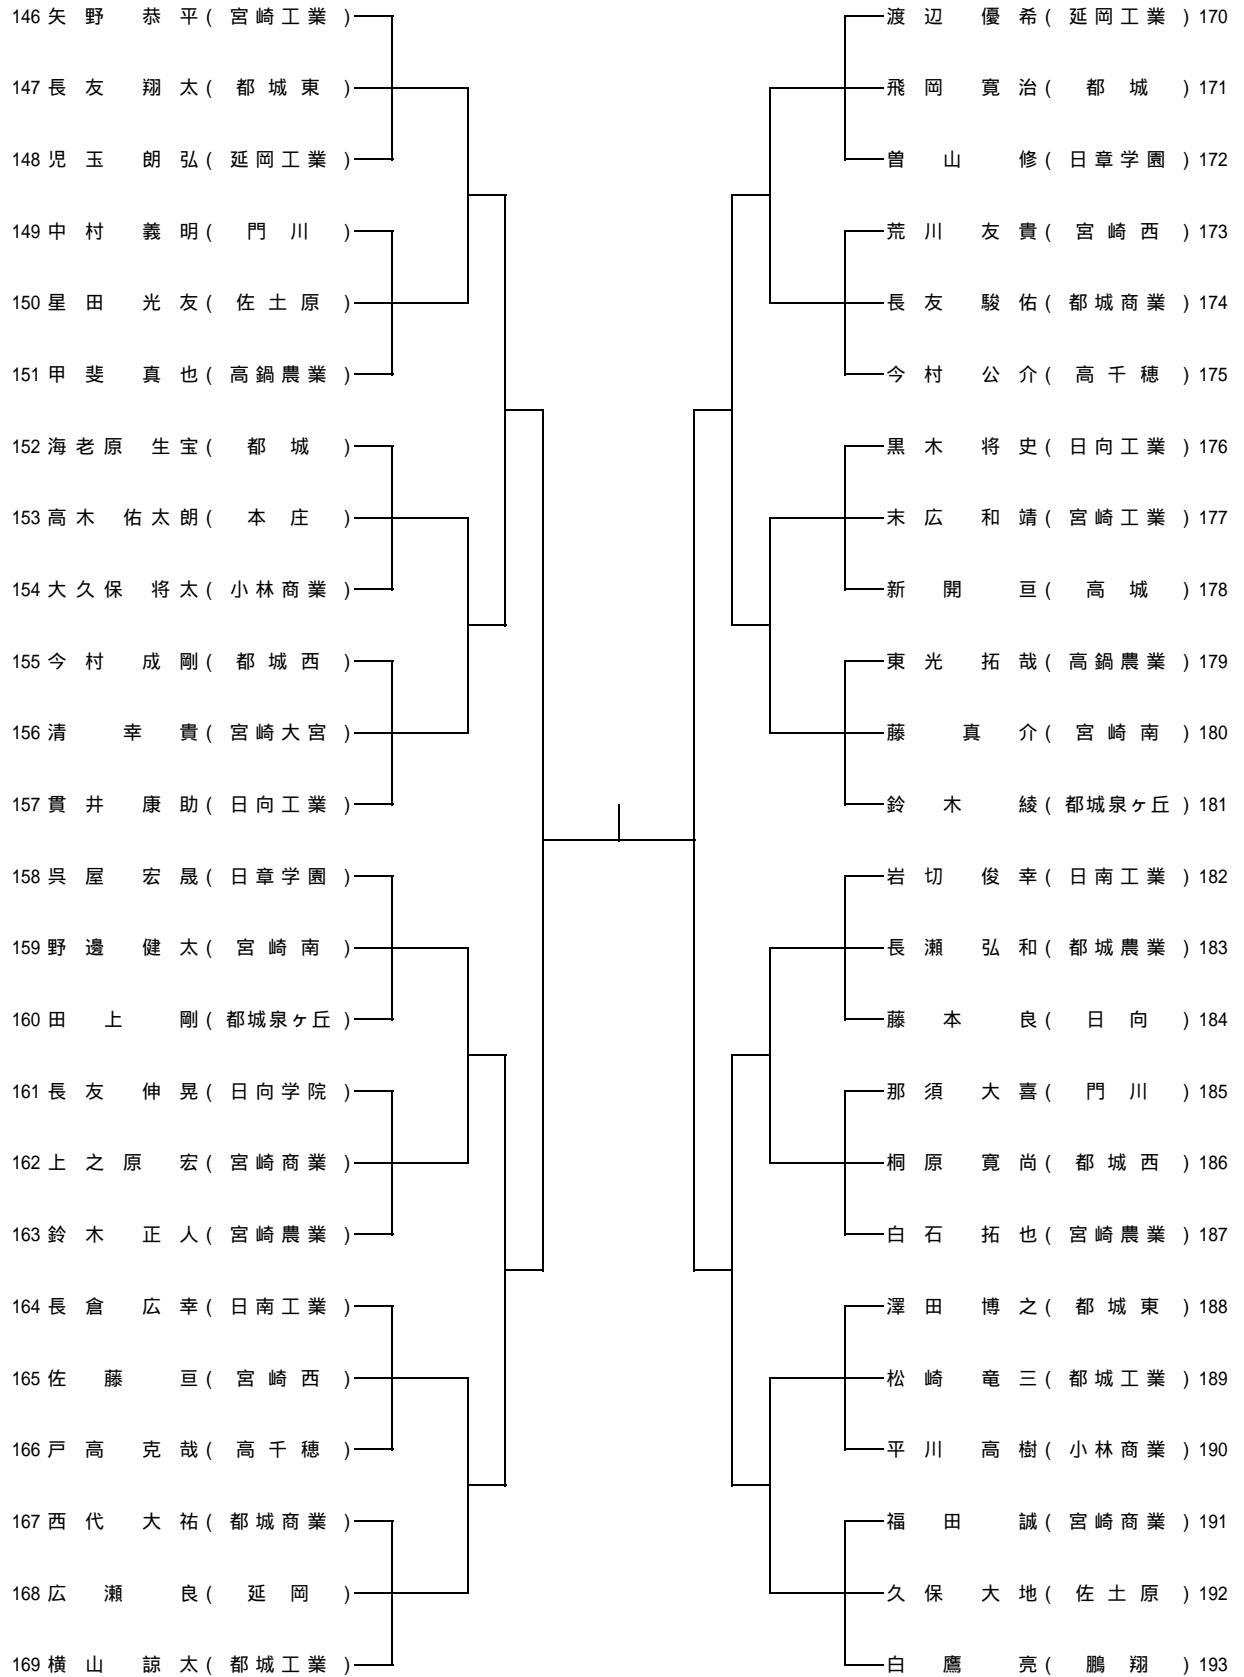 146 矢野 恭平 ( 宮崎工業 )
147 長友 翔太 ( 都城東 )
148 児玉 朗弘 ( 延岡工業 )
149 中村 義明 ( 門川 )
150 星田 光友 ( 佐土原 )
151 甲斐 真也 ( 高鍋農業 )
152 海老原 生宝 ( 都城 )
153 高木 佑太朗 ( 本庄 )
154 大久保 将太 ( 小林商業 )
155 今村 成剛 ( 都城西 )
156 清 幸貴 ( 宮崎大宮 )
157 貫井 康助 ( 日向工業 )
158 呉屋 宏晟 ( 日章学園 )
159 野邊 健太 ( 宮崎南 )
160 田上 剛 ( 都城泉ヶ丘 )
161 長友 伸晃 ( 日向学院 )
162 上之原 宏 ( 宮崎商業 )
163 鈴木 正人 ( 宮崎農業 )
164 長倉 広幸 ( 日南工業 )
165 佐藤 亘 ( 宮崎西 )
166 戸高 克哉 ( 高千穂 )
167 西代 大祐 ( 都城商業 )
168 広瀬 良 ( 延岡 )
169 横山 諒太 ( 都城工業 )
渡辺 優希 ( 延岡工業 ) 170
飛岡 寛治 ( 都城 ) 171
曽山 修 ( 日章学園 ) 172
荒川 友貴 ( 宮崎西 ) 173
長友 駿佑 ( 都城商業 ) 174
今村 公介 ( 高千穂 ) 175
黒木 将史 ( 日向工業 ) 176
末広 和靖 ( 宮崎工業 ) 177
新開 亘 ( 高城 ) 178
東光 拓哉 ( 高鍋農業 ) 179
藤 真介 ( 宮崎南 ) 180
鈴木 綾 ( 都城泉ヶ丘 ) 181
岩切 俊幸 ( 日南工業 ) 182
長瀬 弘和 ( 都城農業 ) 183
藤本 良 ( 日向 ) 184
那須 大喜 ( 門川 ) 185
桐原 寛尚 ( 都城西 ) 186
白石 拓也 ( 宮崎農業 ) 187
澤田 博之 ( 都城東 ) 188
松崎 竜三 ( 都城工業 ) 189
平川 高樹 ( 小林商業 ) 190
福田 誠 ( 宮崎商業 ) 191
久保 大地 ( 佐土原 ) 192
白鷹 亮 ( 鵬翔 ) 193